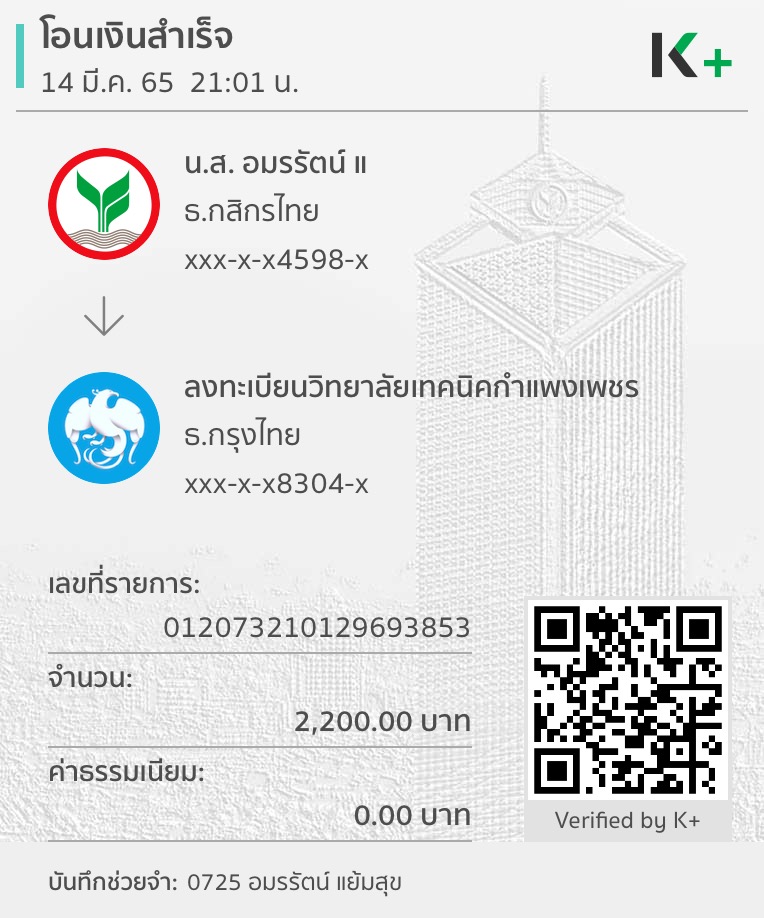 โอนเงินสำเร็จ
14 มี.ค. 65 21:01 น.
K+
น.ส. อมรรัตน์ แ
ธ.กสิกรไทย
xxx-x-x4598-x
ลงทะเบียนวิทยาลัยเทคนิคกำแพงเพชร
ธ.กรุงไทย
xxx-x-x8304-x
เลขที่รายการ:
012073210129693853
จำนวน:
2,200.00 บาท
ค่าธรรมเนียม:
0.00 บาท
Verified by K+
บันทึกช่วยจำ: 0725 อมรรัตน์ แย้มสุข